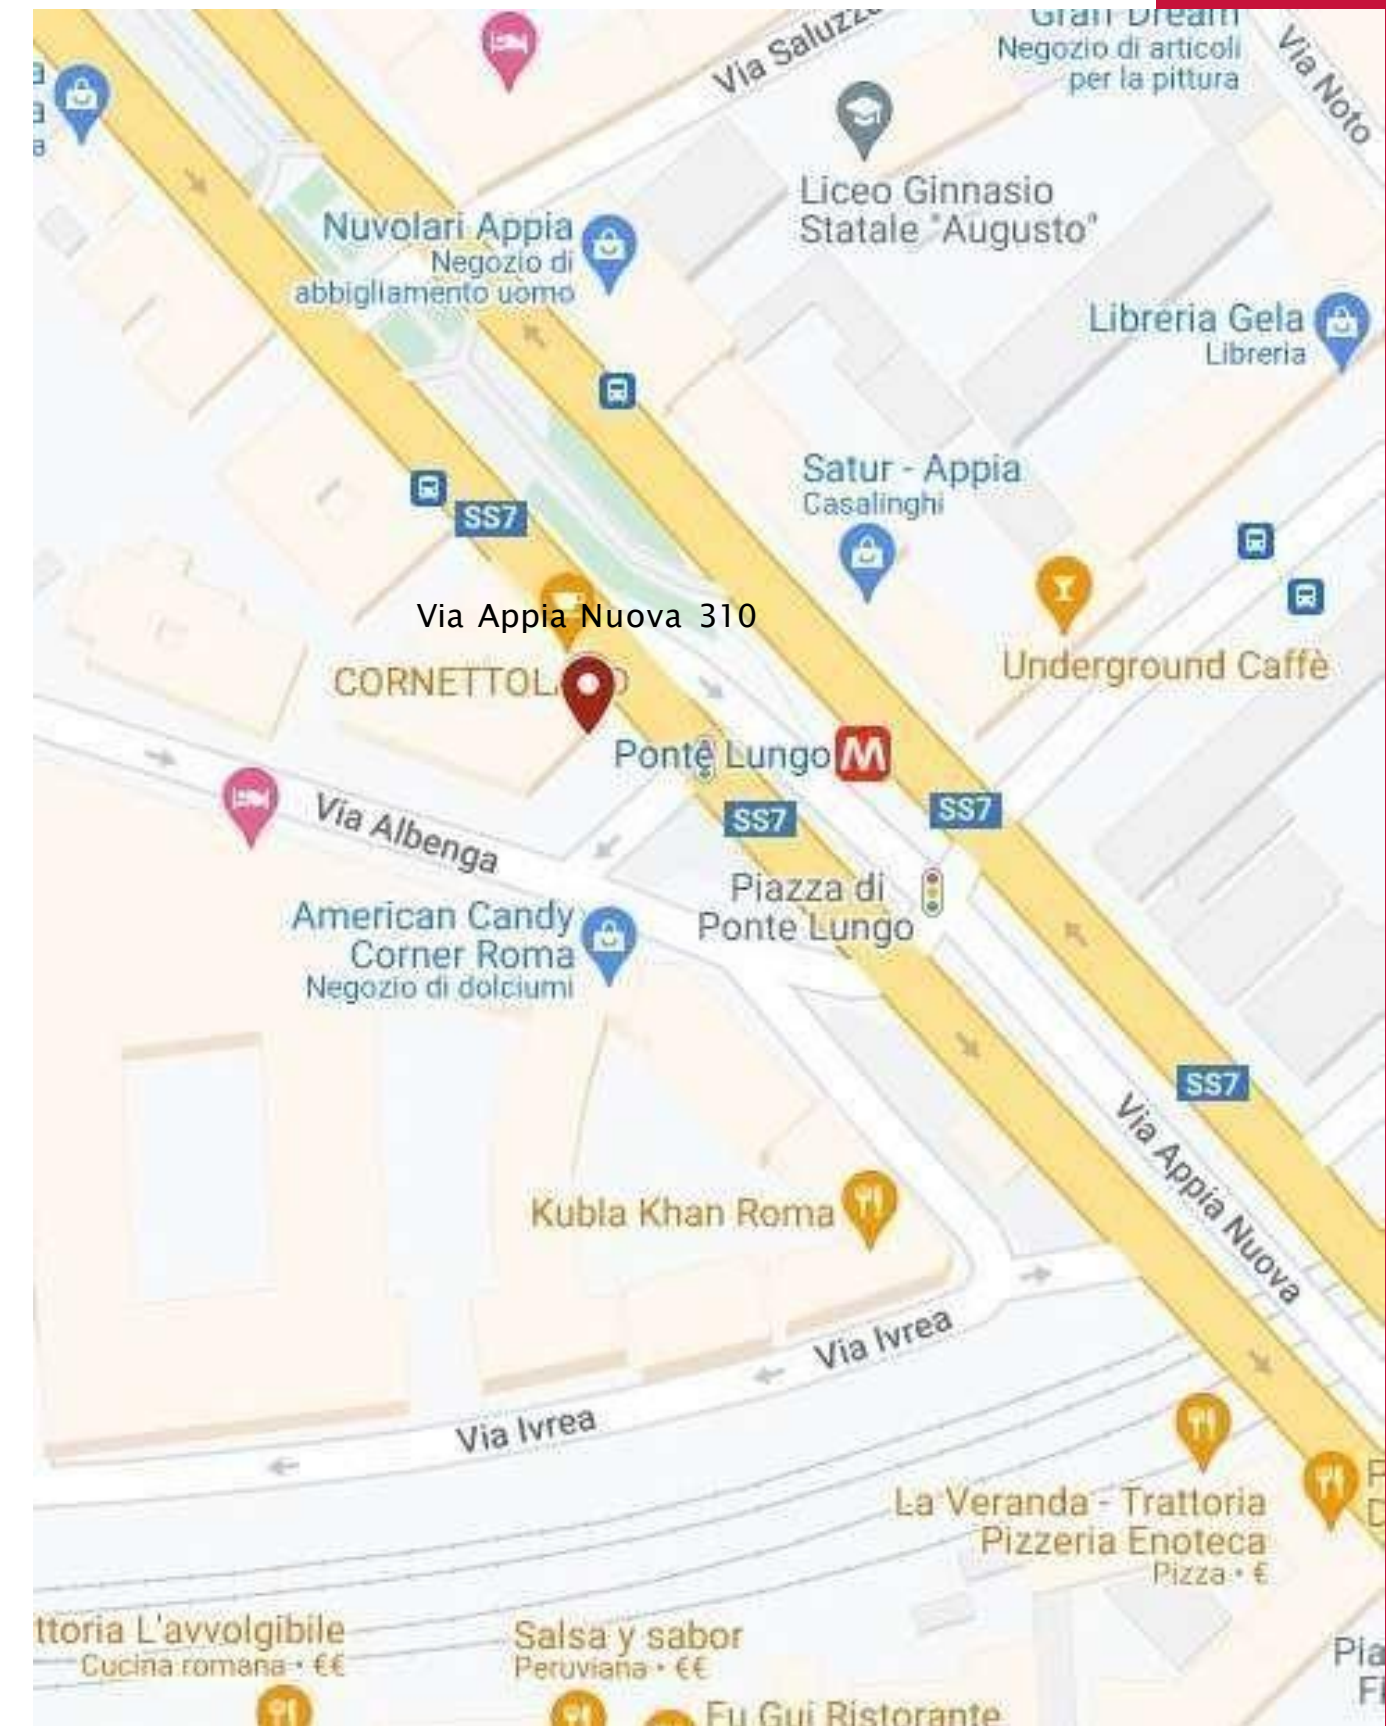 Gran Dream
Negozio di articoli
per la pittura
Via Saluzzo
Via Noto
Liceo Ginnasio
Statale "Augusto"
Nuvolari Appia
Negozio di
abbigliamento uomo
Libreria Gela
Libreria
Satur - Appia
Casalinghi
SS7
Via Appia Nuova 310
CORNETTOL
Underground Caffè
Ponte Lungo M
SS7
SS7
Via Albenga
Piazza di
Ponte Lungo
American Candy
Corner Roma
Negozio di dolciumi
SS7
Via Appia Nuova
Kubla Khan Roma
Via Ivrea
Via Ivrea
La Veranda - Trattoria
Pizzeria Enoteca
Pizza • €
ttoria L'avvolgibile
Cucina romana • €€
Salsa y sabor
Peruviana • €€
Pia
Fu Gui Ristorante